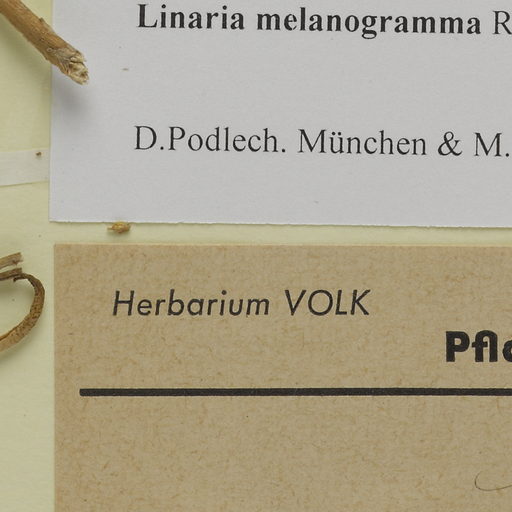 Linaria melanogramma R
D.Podlech. München & M.
Herbarium VOLK